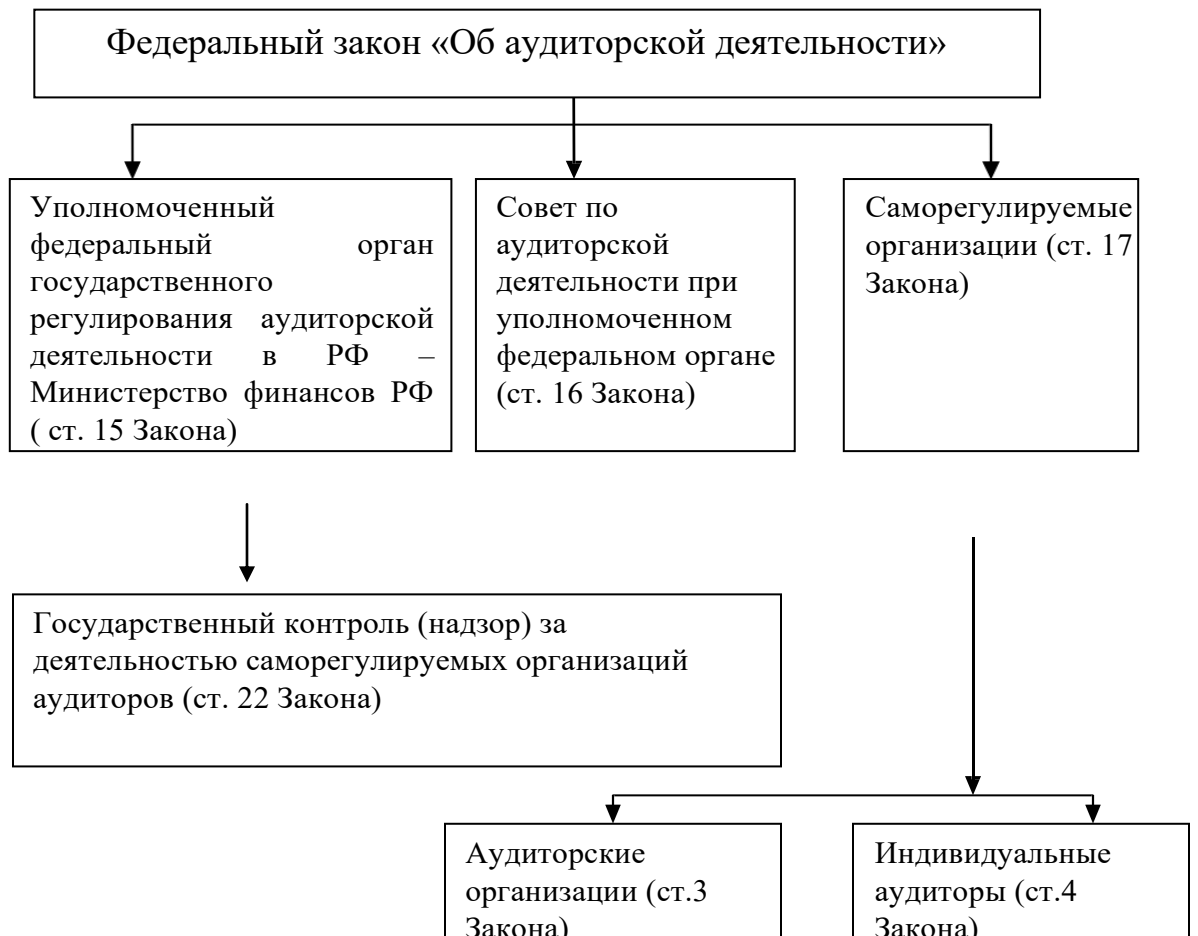 Федеральный закон «Об аудиторской деятельности»
Уполномоченный
федеральный орган
государственного
регулирования аудиторской
деятельности в РФ –
Министерство финансов РФ
( ст. 15 Закона)
Совет по
аудиторской
деятельности при
уполномоченном
федеральном органе
(ст. 16 Закона)
Саморегулируемые
организации (ст. 17
Закона)
Государственный контроль (надзор) за
деятельностью саморегулируемых организаций
аудиторов (ст. 22 Закона)
Аудиторские
организации (ст.3
Закона)
Индивидуальные
аудиторы (ст.4
Закона)